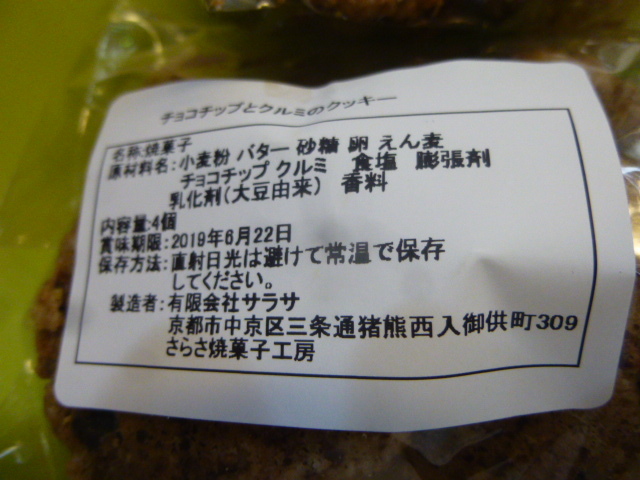 チョコチップとクルミのクッキー
名称:焼菓子
原材料名:小麦粉 バター 砂糖 卵 えん麦
チョコチップ クルミ 食塩 膨張剤
乳化剤(大豆由来) 香料
内容量:4個
賞味期限:2019年6月22日
保存方法:直射日光は避けて常温で保存
してください。
製造者:有限会社サラサ
京都市中京区三条通猪熊西入御供町309
さらさ焼菓子工房